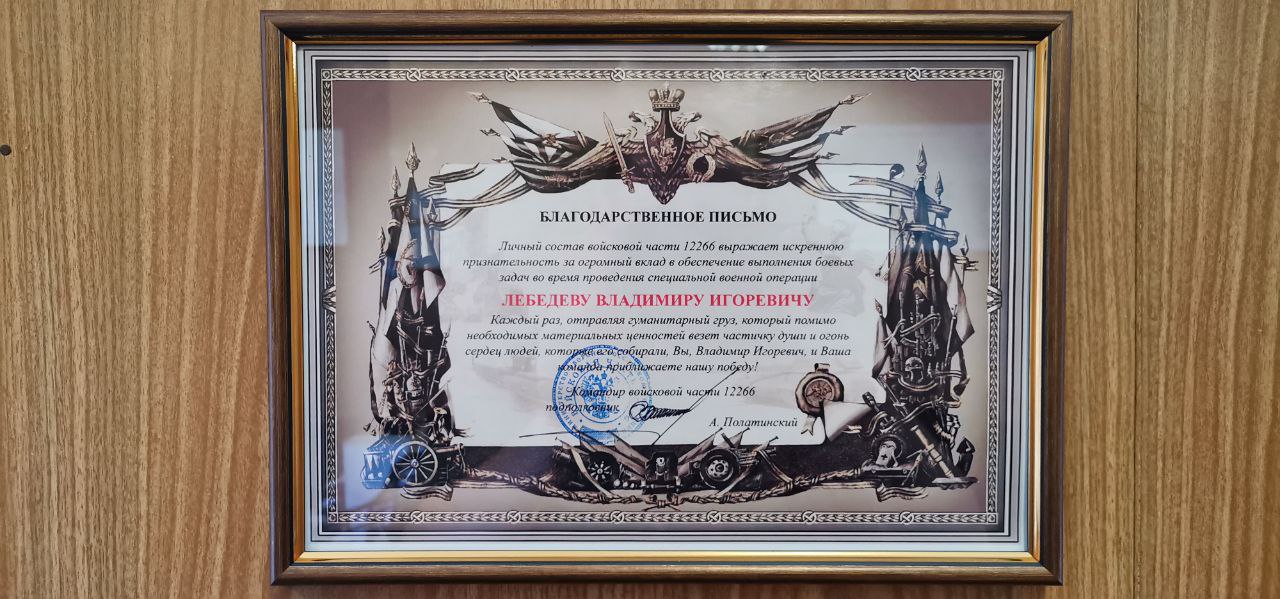 БЛАГОДАРСТВЕННОЕ ПИСЬМО
Личный состав войсковой части 12266 выражает искреннюю
признательность за огромный вклад в обеспечение выполнения боевых
задач во время проведения специальной военной операции
ЛЕБЕДЕВУ ВЛАДИМИРУ ИГОРЕВИЧУ
Каждый раз, отправляя гуманитарный груз, который помимо
необходимых материальных ценностей везет частичку души и огонь
сердец людей, которые его собирали, Вы, Владимир Игоревич, и Ваша
команда приближаете нашу победу!
Командир войсковой части 12266
подполковник
А. Полатинский